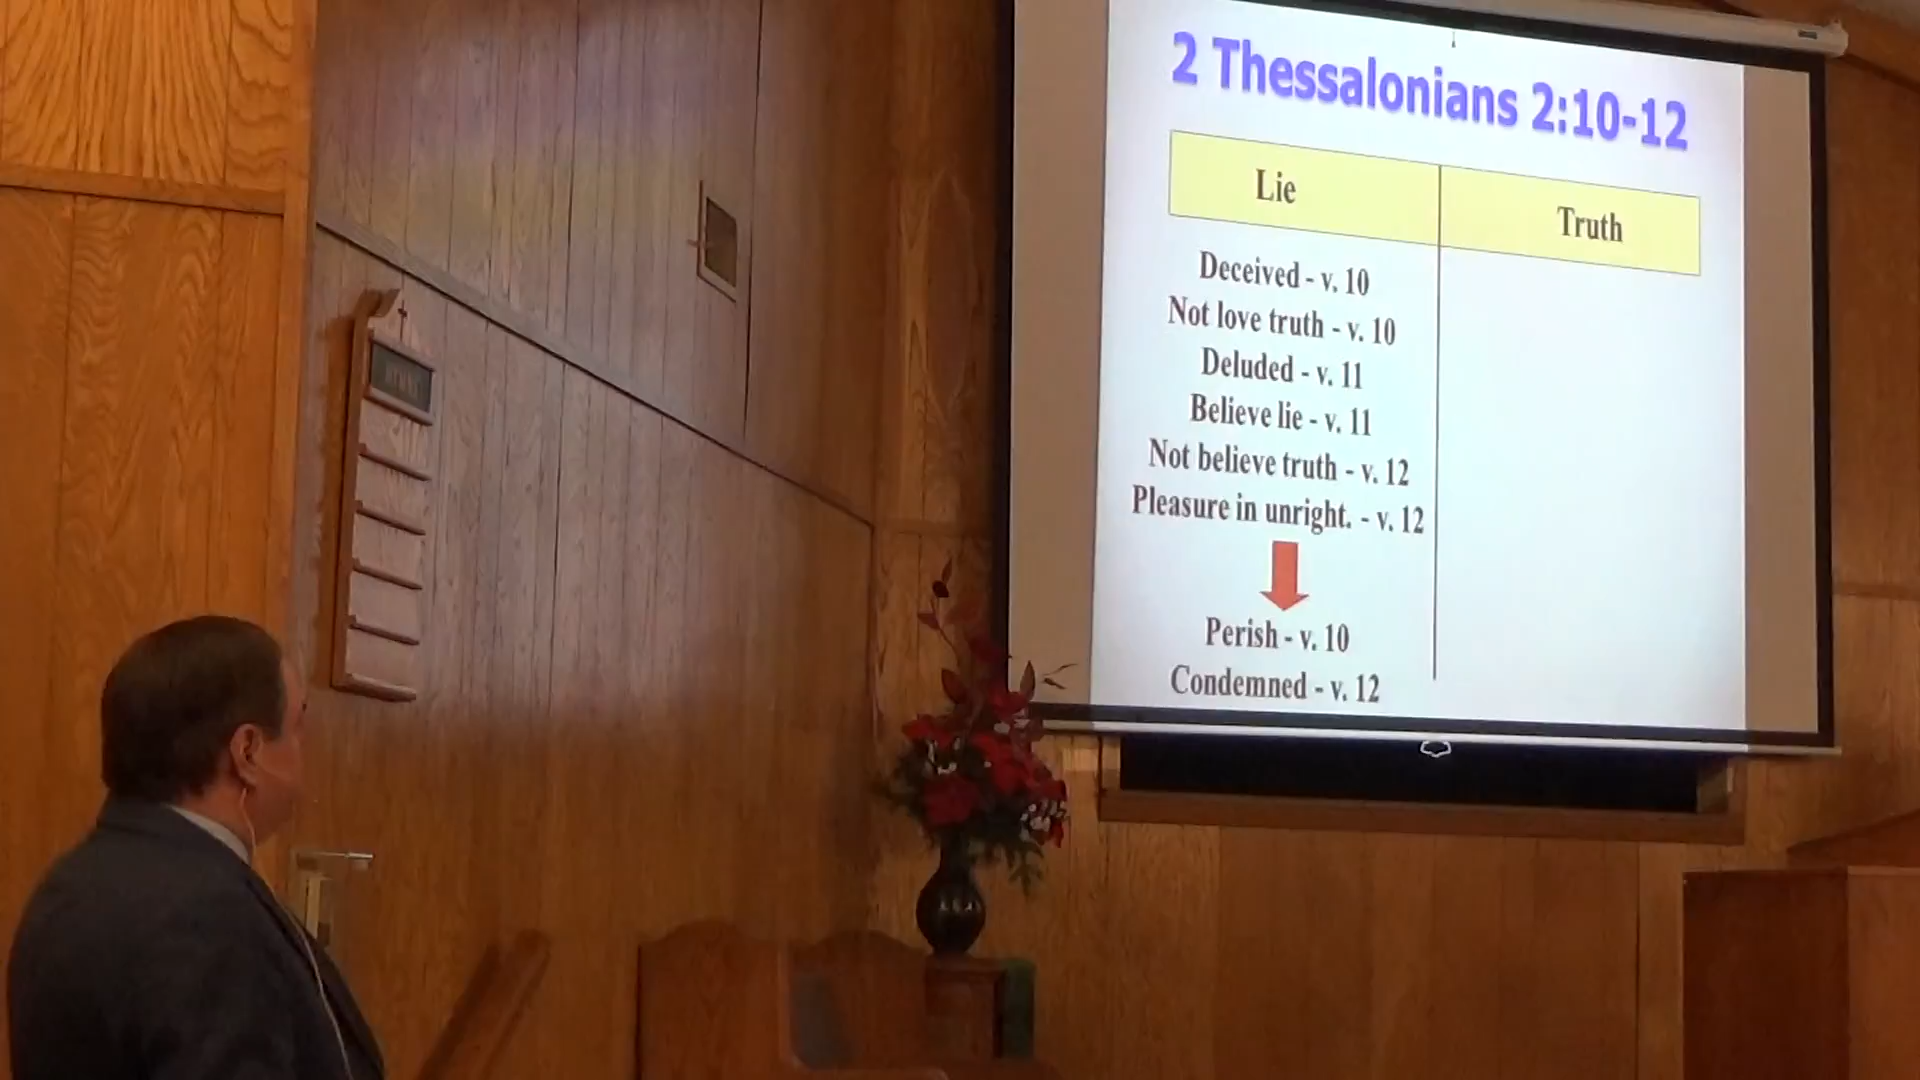 2 Thessalonians 2:10-12
Lie
Truth
Deceived - v. 10
Not love truth - v. 10
Deluded - v. 11
Believe lie - v. 11
Not believe truth - v. 12
Pleasure in unright. - v. 12
Perish - v. 10
Condemned - v. 12